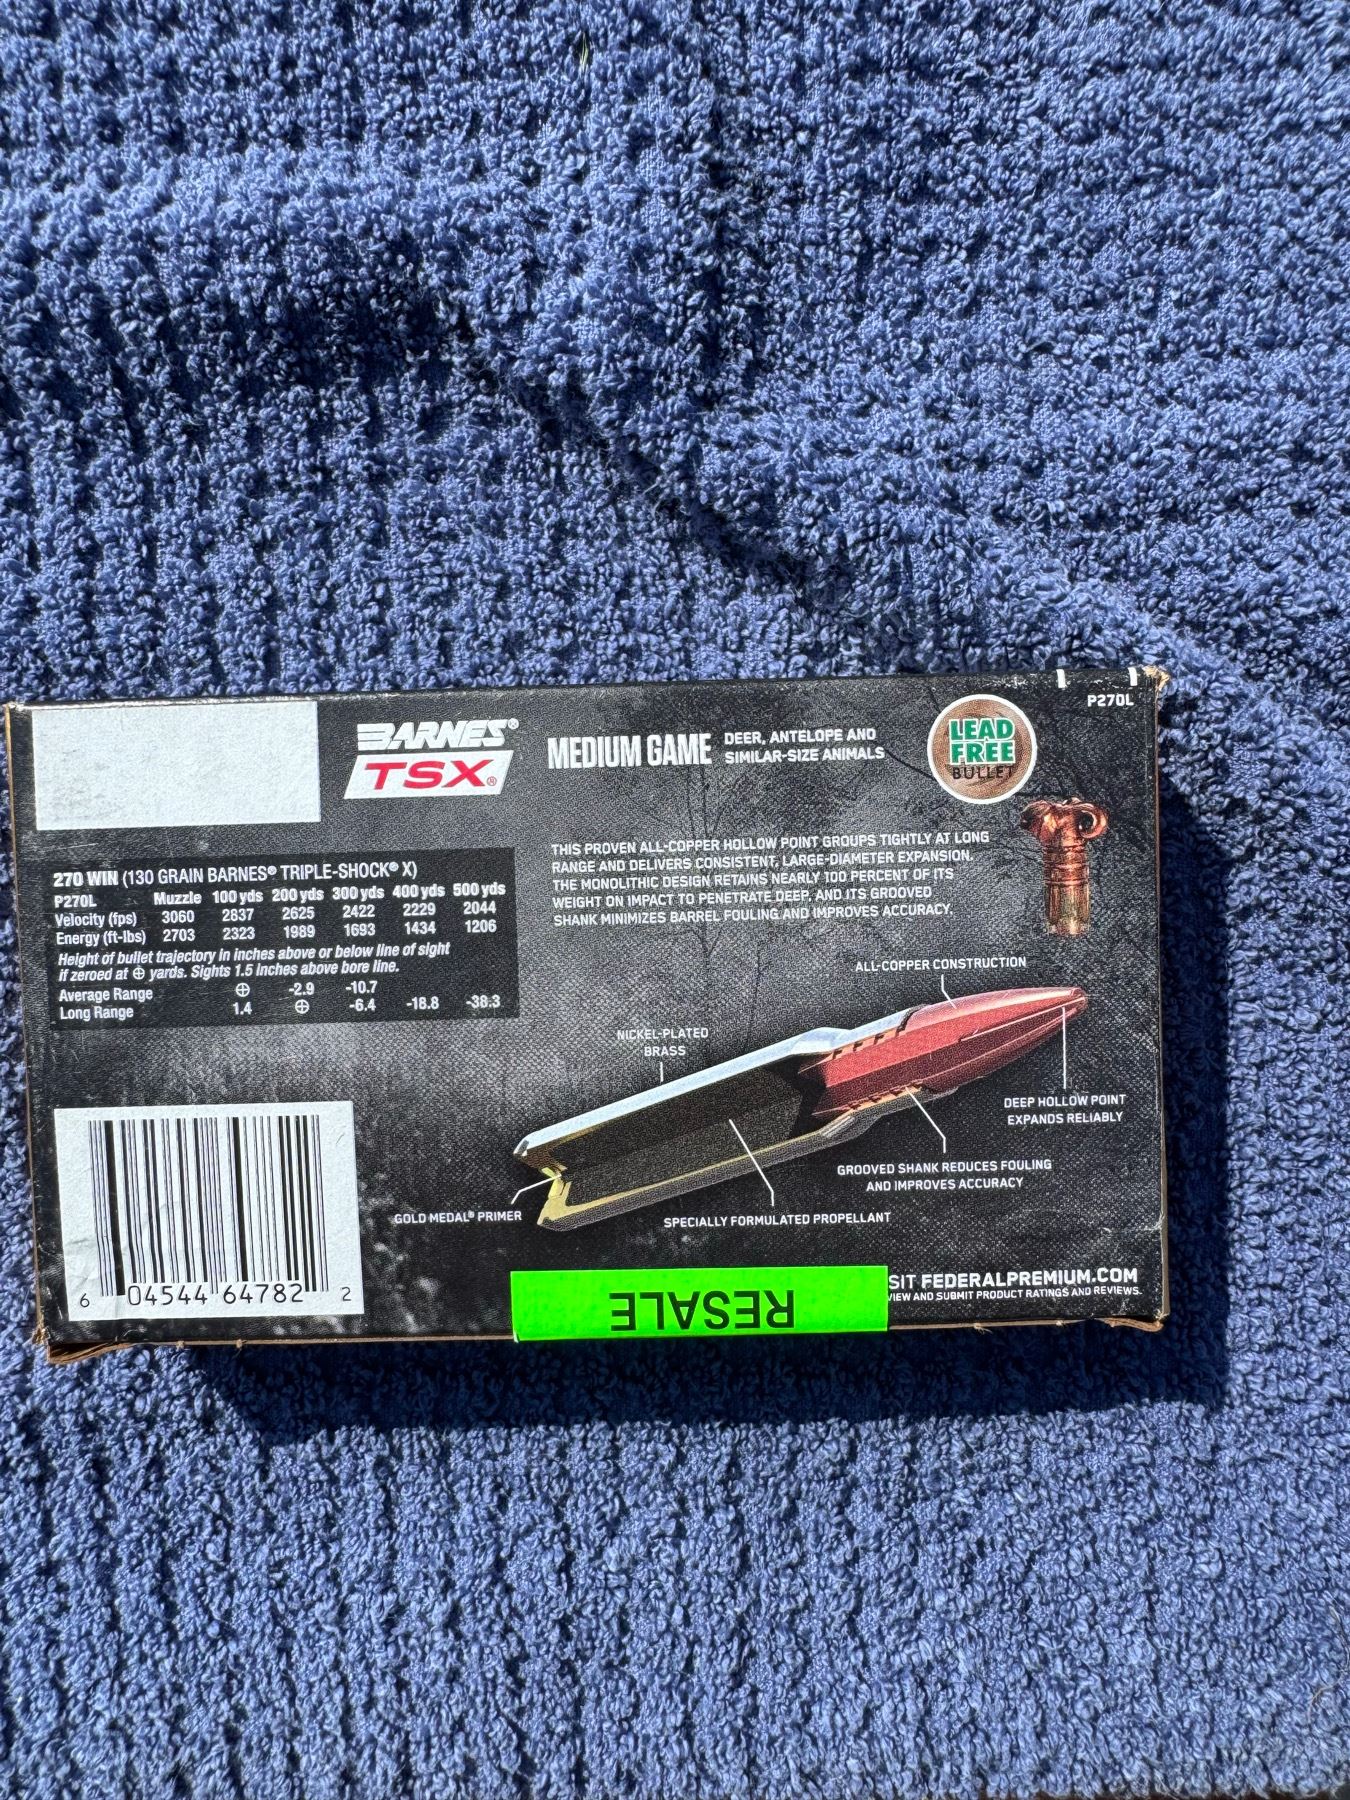 P270L
BARNES®
TSX®
MEDIUM GAME
DEER, ANTELOPE AND
SIMILAR-SIZE ANIMALS
LEAD
FREE
BULLET
THIS PROVEN ALL-COPPER HOLLOW POINT GROUPS TIGHTLY AT LONG
RANGE AND DELIVERS CONSISTENT, LARGE-DIAMETER EXPANSION.
THE MONOLITHIC DESIGN RETAINS NEARLY 100 PERCENT OF ITS
WEIGHT ON IMPACT TO PENETRATE DEEP, AND ITS GROOVED
SHANK MINIMIZES BARREL FOULING AND IMPROVES ACCURACY.
270 WIN (130 GRAIN BARNES® TRIPLE-SHOCK® X)
P270L Muzzle 100 yds 200 yds 300 yds 400 yds 500 yds
Velocity (fps) 3060 2837 2625 2422 2229 2044
Energy (ft-lbs) 2703 2323 1989 1693 1434 1206
Height of bullet trajectory in inches above or below line of sight
if zeroed at ⊕ yards. Sights 1.5 inches above bore line.
Average Range ⊕ -2.9 -10.7
Long Range 1.4 ⊕ -6.4 -18.8 -38.3
ALL-COPPER CONSTRUCTION
NICKEL-PLATED
BRASS
DEEP HOLLOW POINT
EXPANDS RELIABLY
GROOVED SHANK REDUCES FOULING
AND IMPROVES ACCURACY
GOLD MEDAL® PRIMER
SPECIALLY FORMULATED PROPELLANT
6 04544 64782 2
RESALE
SIT FEDERALPREMIUM.COM
VIEW AND SUBMIT PRODUCT RATINGS AND REVIEWS.